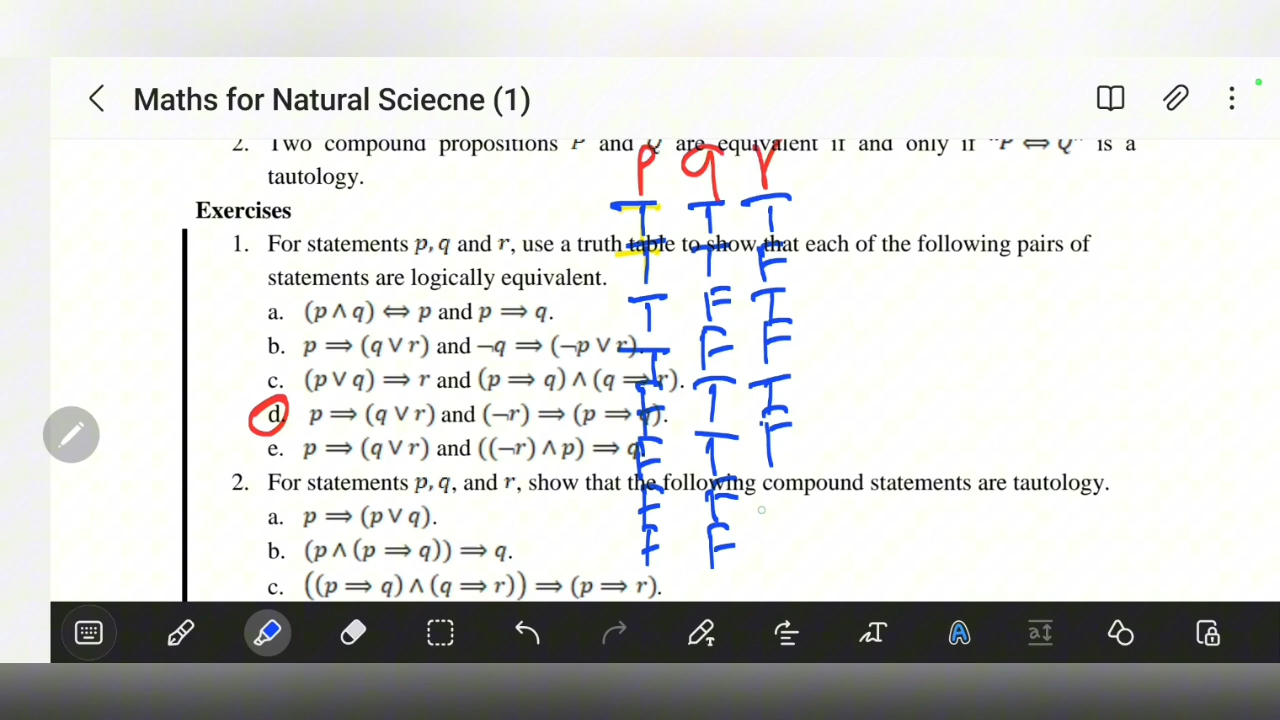 Maths for Natural Sciecne (1)
2. Two compound propositions P and Q are equivalent if and only if "P ⇔ Q" is a
tautology.
p q r
Exercises
T T T
1. For statements p, q and r, use a truth table to show that each of the following pairs of
T T F
statements are logically equivalent.
T F T
a. (p ∧ q) ⇔ p and p ⟹ q.
b. p ⟹ (q ∨ r) and ¬q ⟹ (¬p ∨ r).
T F F
c. (p ∨ q) ⟹ r and (p ⟹ q) ∧ (q ⟹ r).
F T T
d. p ⟹ (q ∨ r) and (¬r) ⟹ (p ⟹ q).
F T F
e. p ⟹ (q ∨ r) and ((¬r) ∧ p) ⟹ q
2. For statements p, q, and r, show that the following compound statements are tautology.
F F
a. p ⟹ (p ∨ q).
F F
b. (p ∧ (p ⟹ q)) ⟹ q.
c. ((p ⟹ q) ∧ (q ⟹ r)) ⟹ (p ⟹ r).